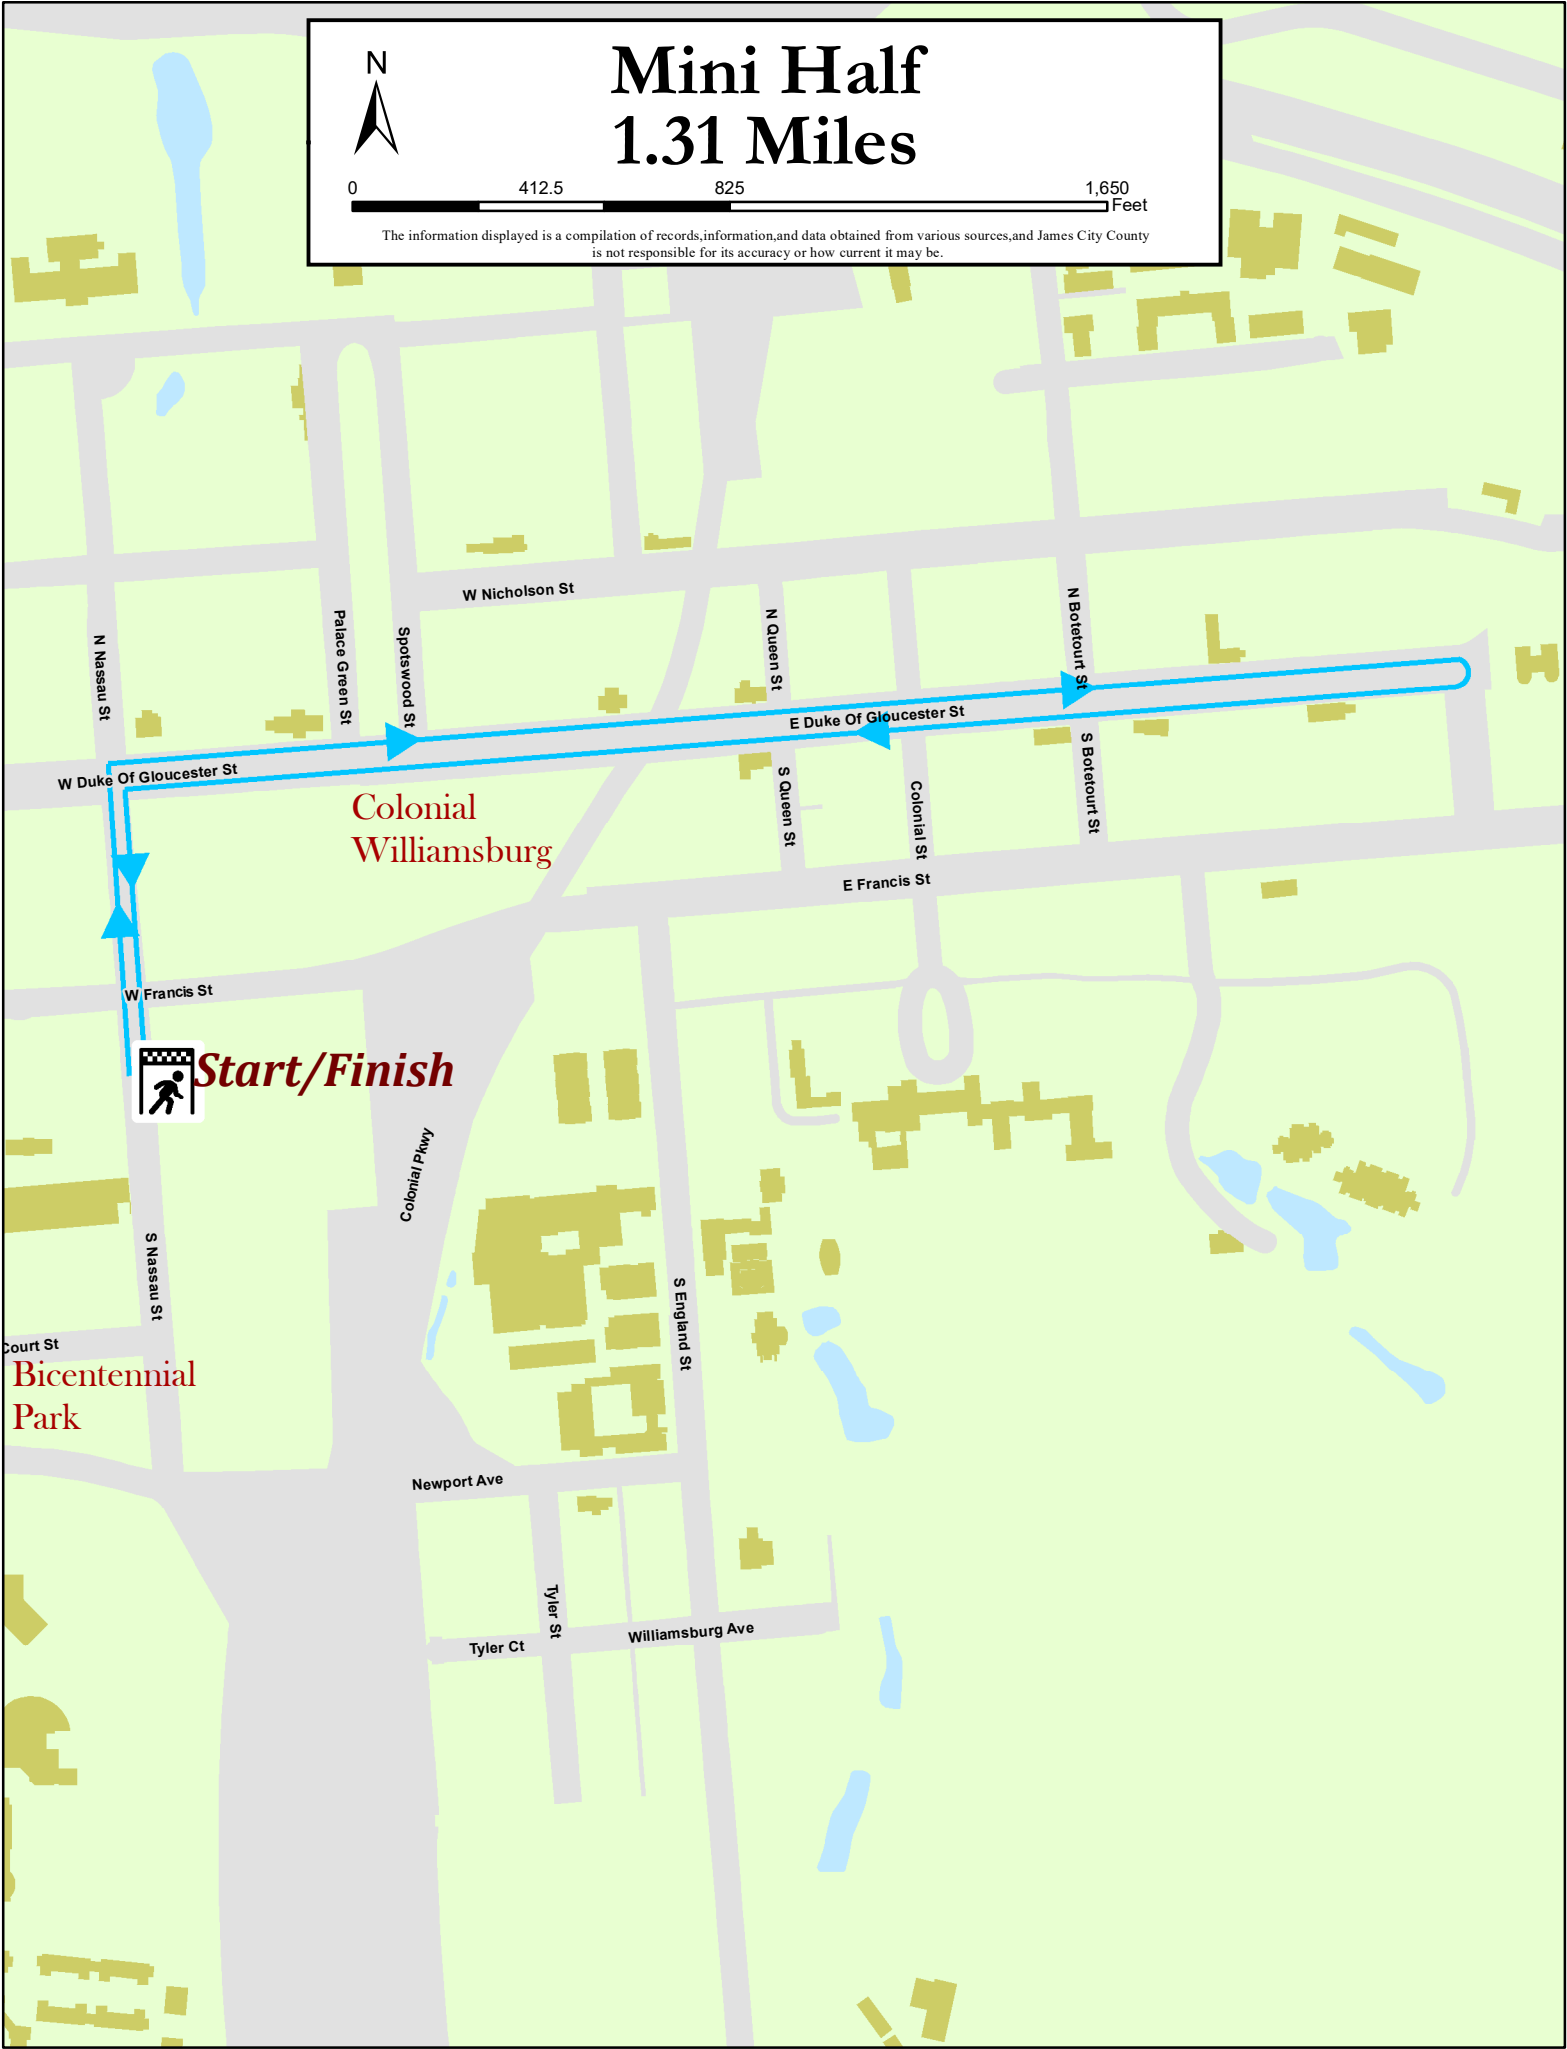 N
Mini Half
1.31 Miles
0 412.5 825 1,650
Feet
The information displayed is a compilation of records,information,and data obtained from various sources,and James City County
is not responsible for its accuracy or how current it may be.
W Nicholson St
N Nassau St
Palace Green St
Spotswood St
N Queen St
N Botetourt St
E Duke Of Gloucester St
W Duke Of Gloucester St
Colonial
Williamsburg
S Queen St
Colonial St
S Botetourt St
E Francis St
W Francis St
Start/Finish
Colonial Pkwy
S Nassau St
S England St
Court St
Bicentennial
Park
Newport Ave
Tyler St
Williamsburg Ave
Tyler Ct